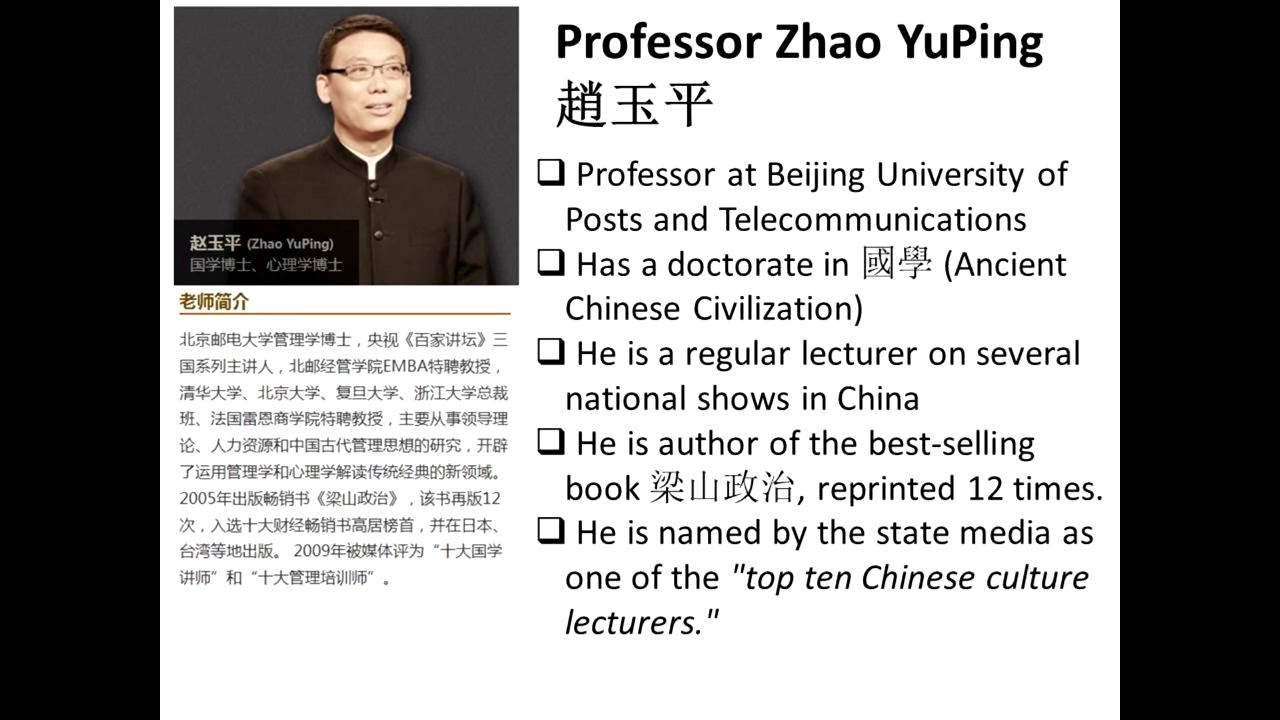 赵玉平 (Zhao YuPing)
国学博士、心理学博士
老师简介
北京邮电大学管理学博士，央视《百家讲坛》三
国系列主讲人，北邮经管学院EMBA特聘教授，
清华大学、北京大学、复旦大学、浙江大学总裁
班、法国雷恩商学院特聘教授，主要从事领导理
论、人力资源和中国古代管理思想的研究，开辟
了运用管理学和心理学解读传统经典的新领域。
2005年出版畅销书《梁山政治》，该书再版12
次，入选十大财经畅销书高居榜首，并在日本、
台湾等地出版。 2009年被媒体评为“十大国学
讲师”和“十大管理培训师”。
Professor Zhao YuPing
趙玉平
❑ Professor at Beijing University of
Posts and Telecommunications
❑ Has a doctorate in 國學 (Ancient
Chinese Civilization)
❑ He is a regular lecturer on several
national shows in China
❑ He is author of the best-selling
book 梁山政治, reprinted 12 times.
❑ He is named by the state media as
one of the "top ten Chinese culture
lecturers."